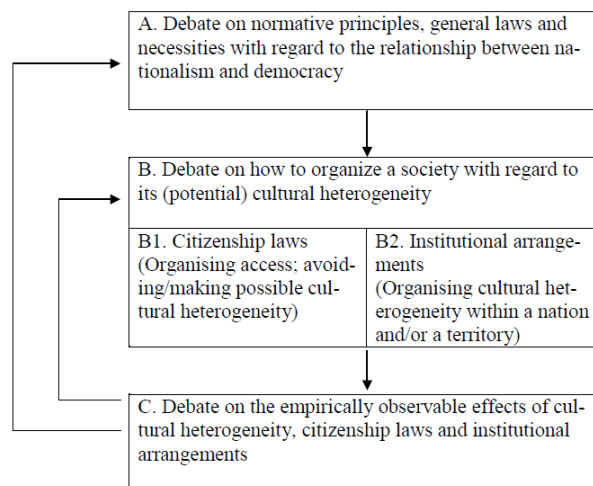 A. Debate on normative principles, general laws and
necessities with regard to the relationship between na-
tionalism and democracy
B. Debate on how to organize a society with regard to
its (potential) cultural heterogeneity
B1. Citizenship laws
(Organising access; avoid-
ing/making possible cul-
tural heterogeneity)
B2. Institutional arrange-
ments
(Organising cultural het-
erogeneity within a nation
and/or a territory)
C. Debate on the empirically observable effects of cul-
tural heterogeneity, citizenship laws and institutional
arrangements